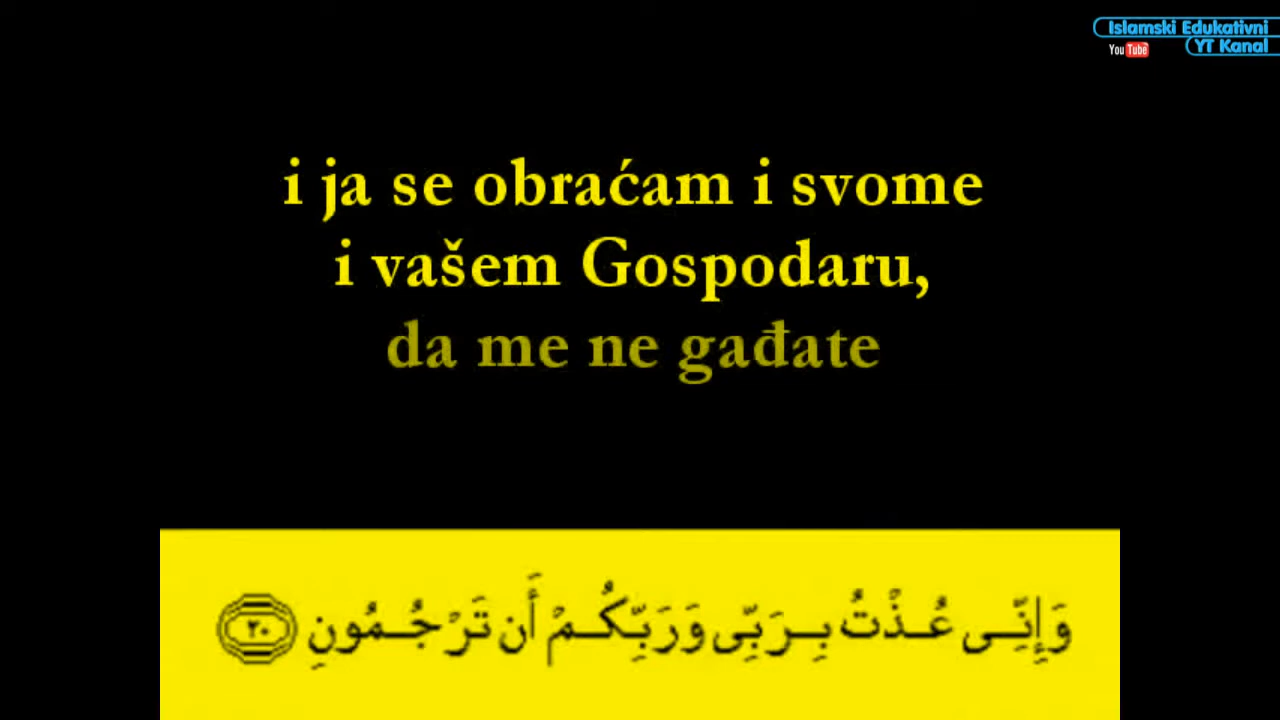 Islamski Edukativni
YT Kanal
YouTube
i ja se obraćam i svome
i vašem Gospodaru,
da me ne gađate
وَإِنِّى عُذْتُ بِرَبِّى وَرَبِّكُمْ أَن تَرْجُمُونِ ٢٠